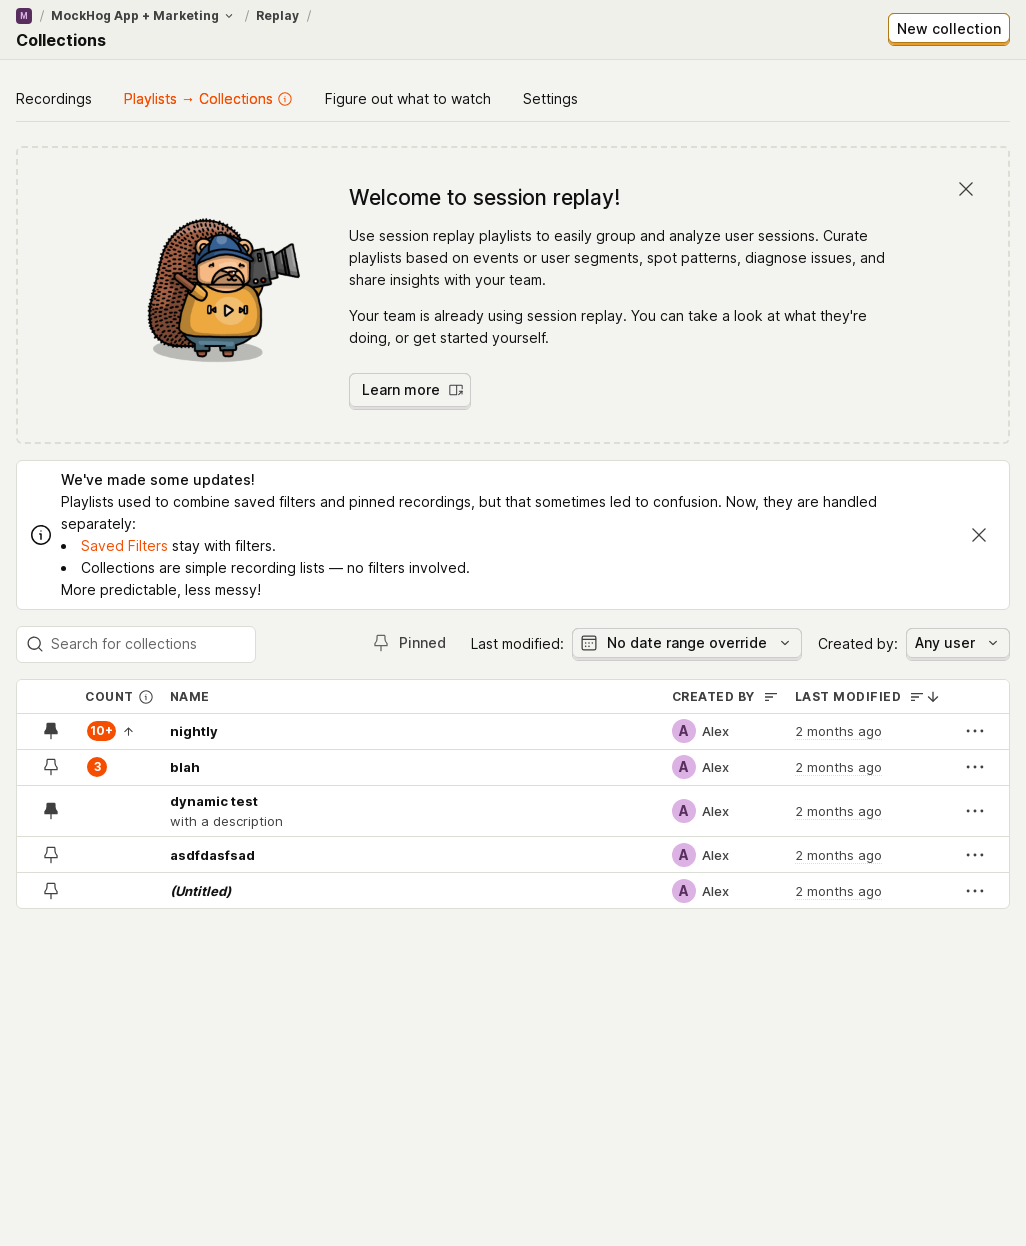 M / MockHog App + Marketing / Replay /
Collections
New collection
Recordings
Playlists → Collections
Figure out what to watch
Settings
Welcome to session replay!
Use session replay playlists to easily group and analyze user sessions. Curate
playlists based on events or user segments, spot patterns, diagnose issues, and
share insights with your team.
Your team is already using session replay. You can take a look at what they're
doing, or get started yourself.
Learn more
We've made some updates!
Playlists used to combine saved filters and pinned recordings, but that sometimes led to confusion. Now, they are handled
separately:
• Saved Filters stay with filters.
• Collections are simple recording lists — no filters involved.
More predictable, less messy!
Search for collections
Pinned
Last modified: No date range override
Created by: Any user
COUNT NAME CREATED BY LAST MODIFIED
10+ ↑ nightly A Alex 2 months ago
3 blah A Alex 2 months ago
dynamic test
with a description
A Alex 2 months ago
asdfdasfsad A Alex 2 months ago
(Untitled) A Alex 2 months ago